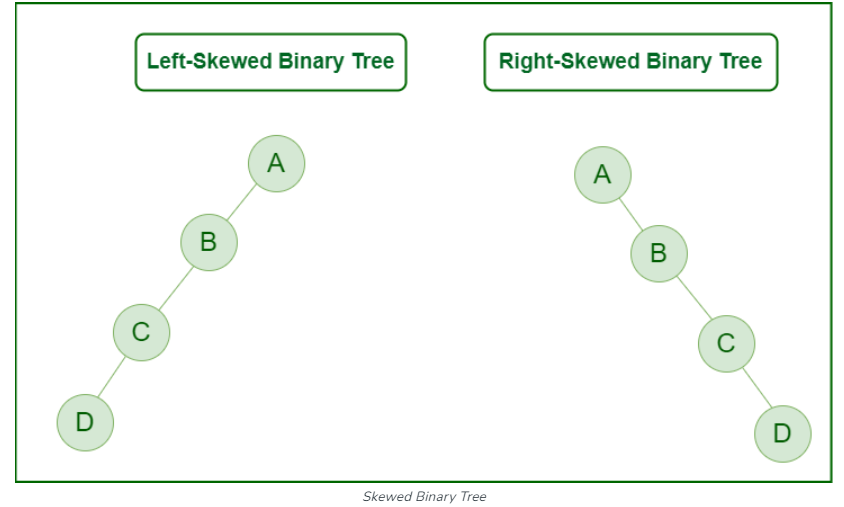 Left-Skewed Binary Tree
Right-Skewed Binary Tree
A
B
C
D
A
B
C
D
Skewed Binary Tree